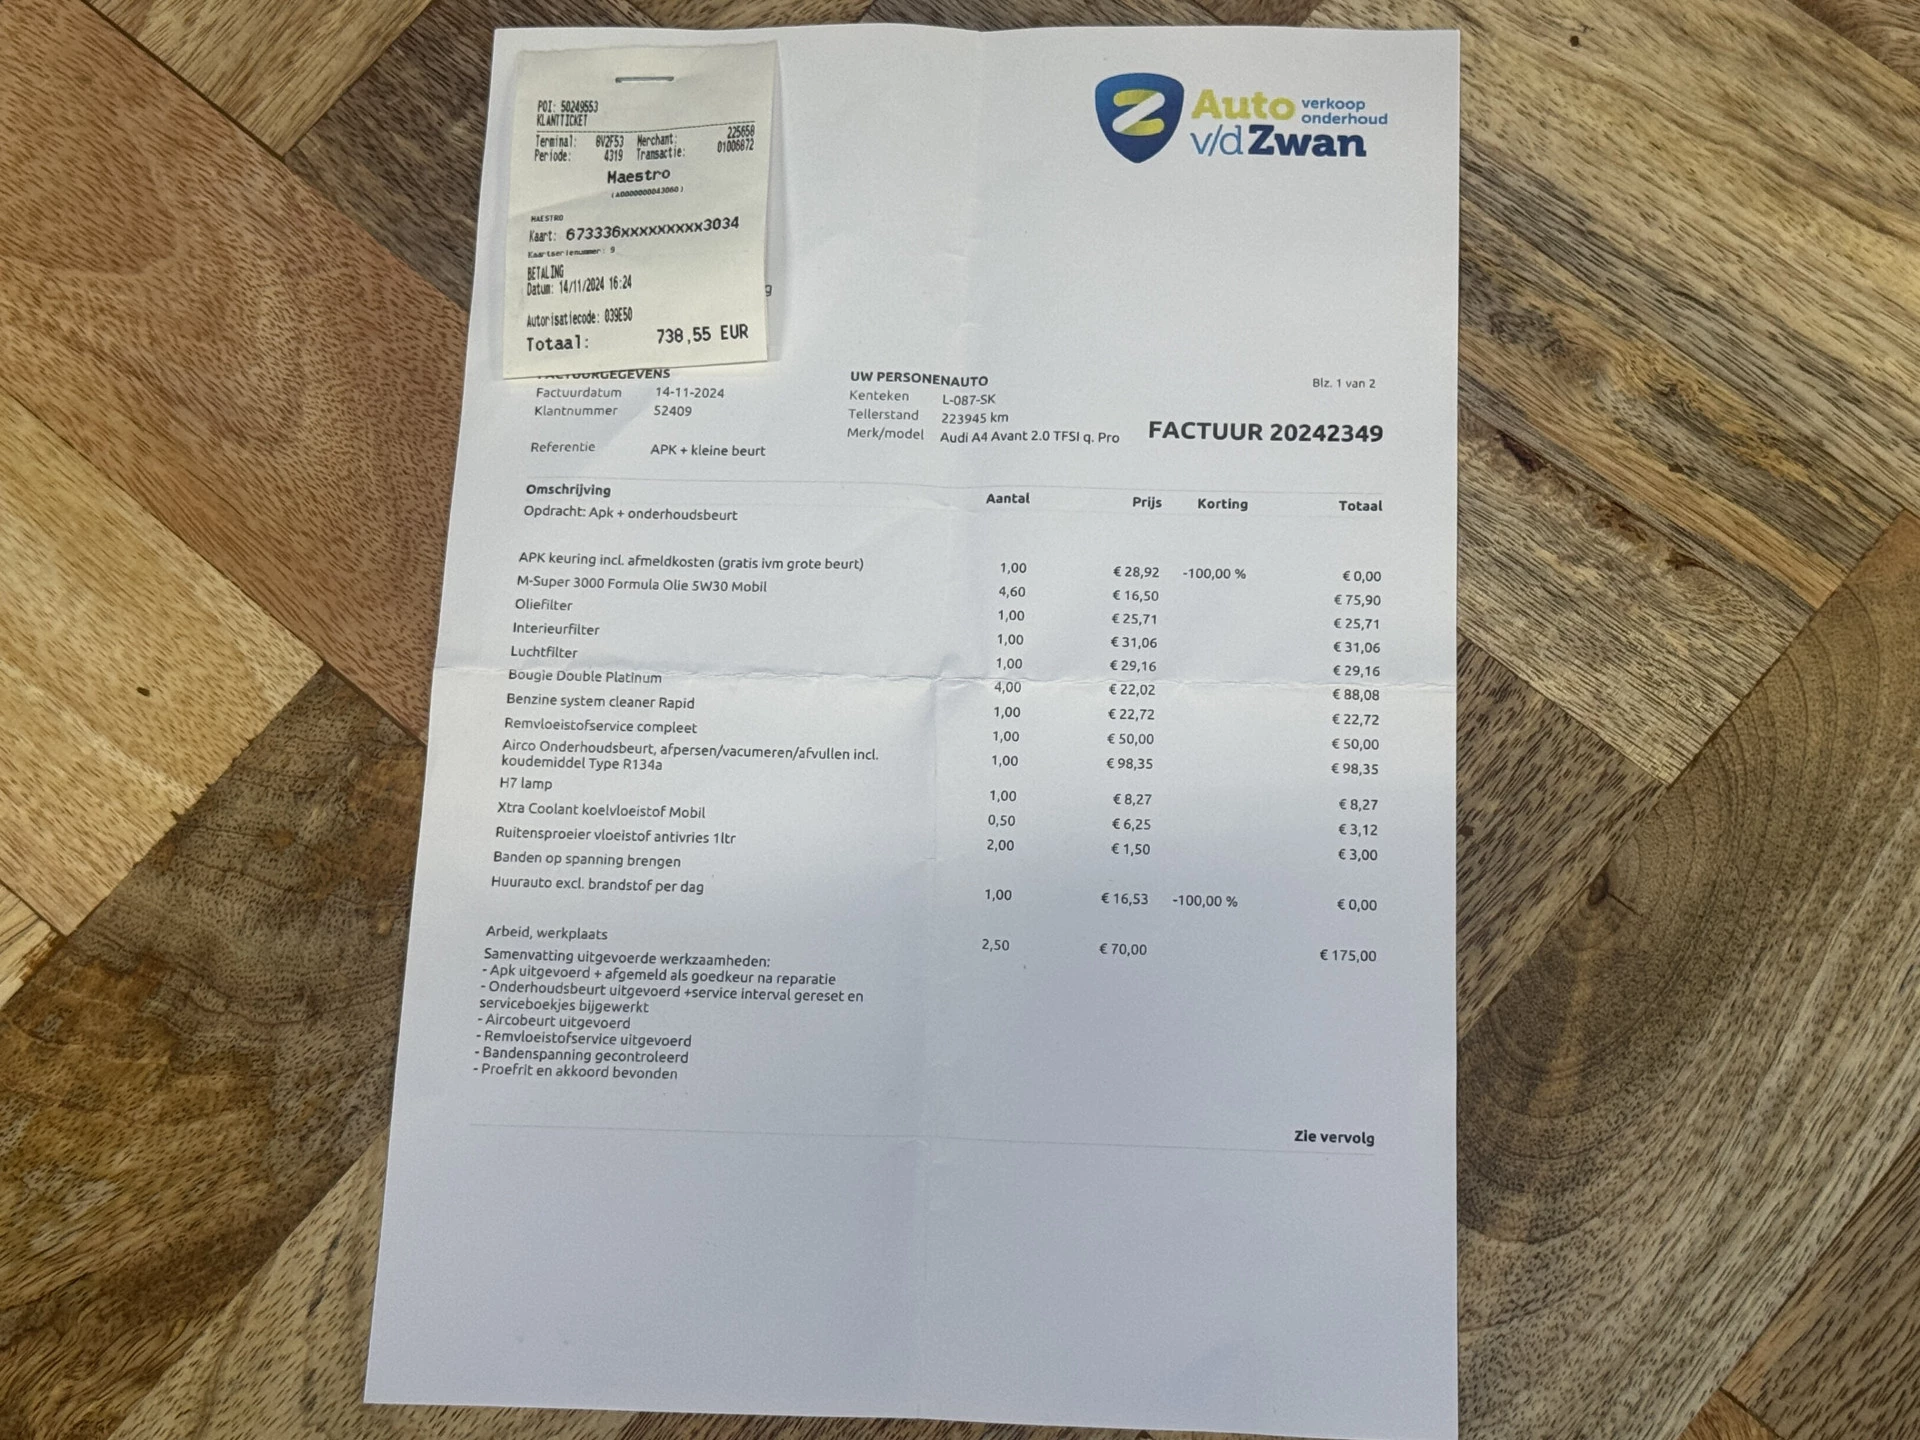 POI: 50249553
KLANTTICKET
Terminal: 8V2F53 Merchant: 225658
Periode: 4319 Transactie: 01006872
Maestro
(A0000000043060)
MAESTRO
Kaart: 673336xxxxxxxxx3034
Kaartserienummer: 9
BETALING
Datum: 14/11/2024 16:24
Autorisatiecode: 039E50
Totaal: 738,55 EUR
Auto verkoop onderhoud
v/d Zwan
g
FACTUURGEGEVENS
Factuurdatum 14-11-2024
Klantnummer 52409
Referentie APK + kleine beurt
UW PERSONENAUTO
Kenteken L-087-SK
Tellerstand 223945 km
Merk/model Audi A4 Avant 2.0 TFSI q. Pro
Blz. 1 van 2
FACTUUR 20242349
Omschrijving Aantal Prijs Korting Totaal
Opdracht: Apk + onderhoudsbeurt
APK keuring incl. afmeldkosten (gratis ivm grote beurt) 1,00 € 28,92 -100,00 % € 0,00
M-Super 3000 Formula Olie 5W30 Mobil 4,60 € 16,50 € 75,90
Oliefilter 1,00 € 25,71 € 25,71
Interieurfilter 1,00 € 31,06 € 31,06
Luchtfilter 1,00 € 29,16 € 29,16
Bougie Double Platinum 4,00 € 22,02 € 88,08
Benzine system cleaner Rapid 1,00 € 22,72 € 22,72
Remvloeistofservice compleet 1,00 € 50,00 € 50,00
Airco Onderhoudsbeurt, afpersen/vacumeren/afvullen incl. 1,00 € 98,35 € 98,35
koudemiddel Type R134a
H7 lamp 1,00 € 8,27 € 8,27
Xtra Coolant koelvloeistof Mobil 0,50 € 6,25 € 3,12
Ruitensproeier vloeistof antivries 1ltr 2,00 € 1,50 € 3,00
Banden op spanning brengen
Huurauto excl. brandstof per dag 1,00 € 16,53 -100,00 % € 0,00
Arbeid, werkplaats 2,50 € 70,00 € 175,00
Samenvatting uitgevoerde werkzaamheden:
- Apk uitgevoerd + afgemeld als goedkeur na reparatie
- Onderhoudsbeurt uitgevoerd +service interval gereset en
serviceboekjes bijgewerkt
- Aircobeurt uitgevoerd
- Remvloeistofservice uitgevoerd
- Bandenspanning gecontroleerd
- Proefrit en akkoord bevonden
Zie vervolg